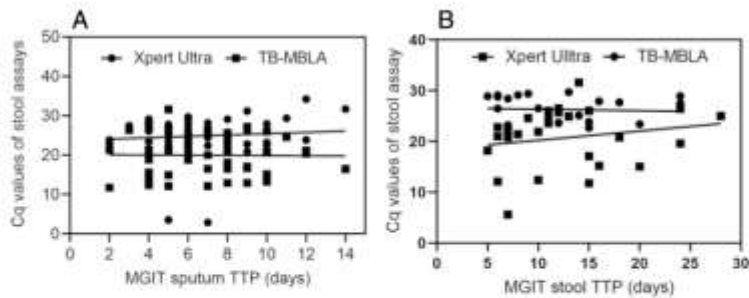 A
Xpert Ultra TB-MBLA
Cq values of stool assays
50
40
30
20
10
0
0 2 4 6 8 10 12 14
MGIT sputum TTP (days)
B
Xpert Ulltra TB-MBLA
Cq values of stool assay
40
30
20
10
0
0 5 10 15 20 25 30
MGIT stool TTP (days)